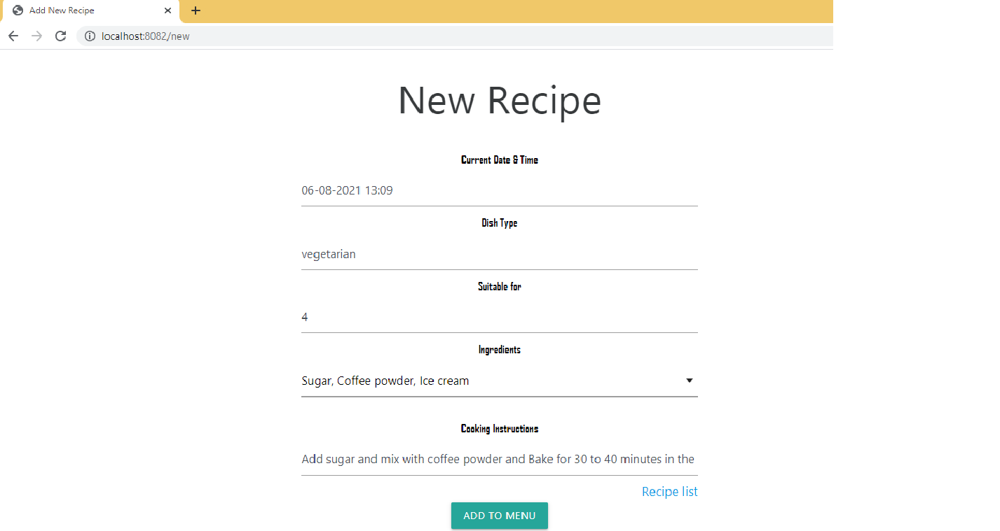 Add New Recipe
localhost:8082/new
New Recipe
Current Date & Time
06-08-2021 13:09
Dish Type
vegetarian
Suitable for
4
Ingredients
Sugar, Coffee powder, Ice cream
Cooking Instructions
Add sugar and mix with coffee powder and Bake for 30 to 40 minutes in the
Recipe list
ADD TO MENU